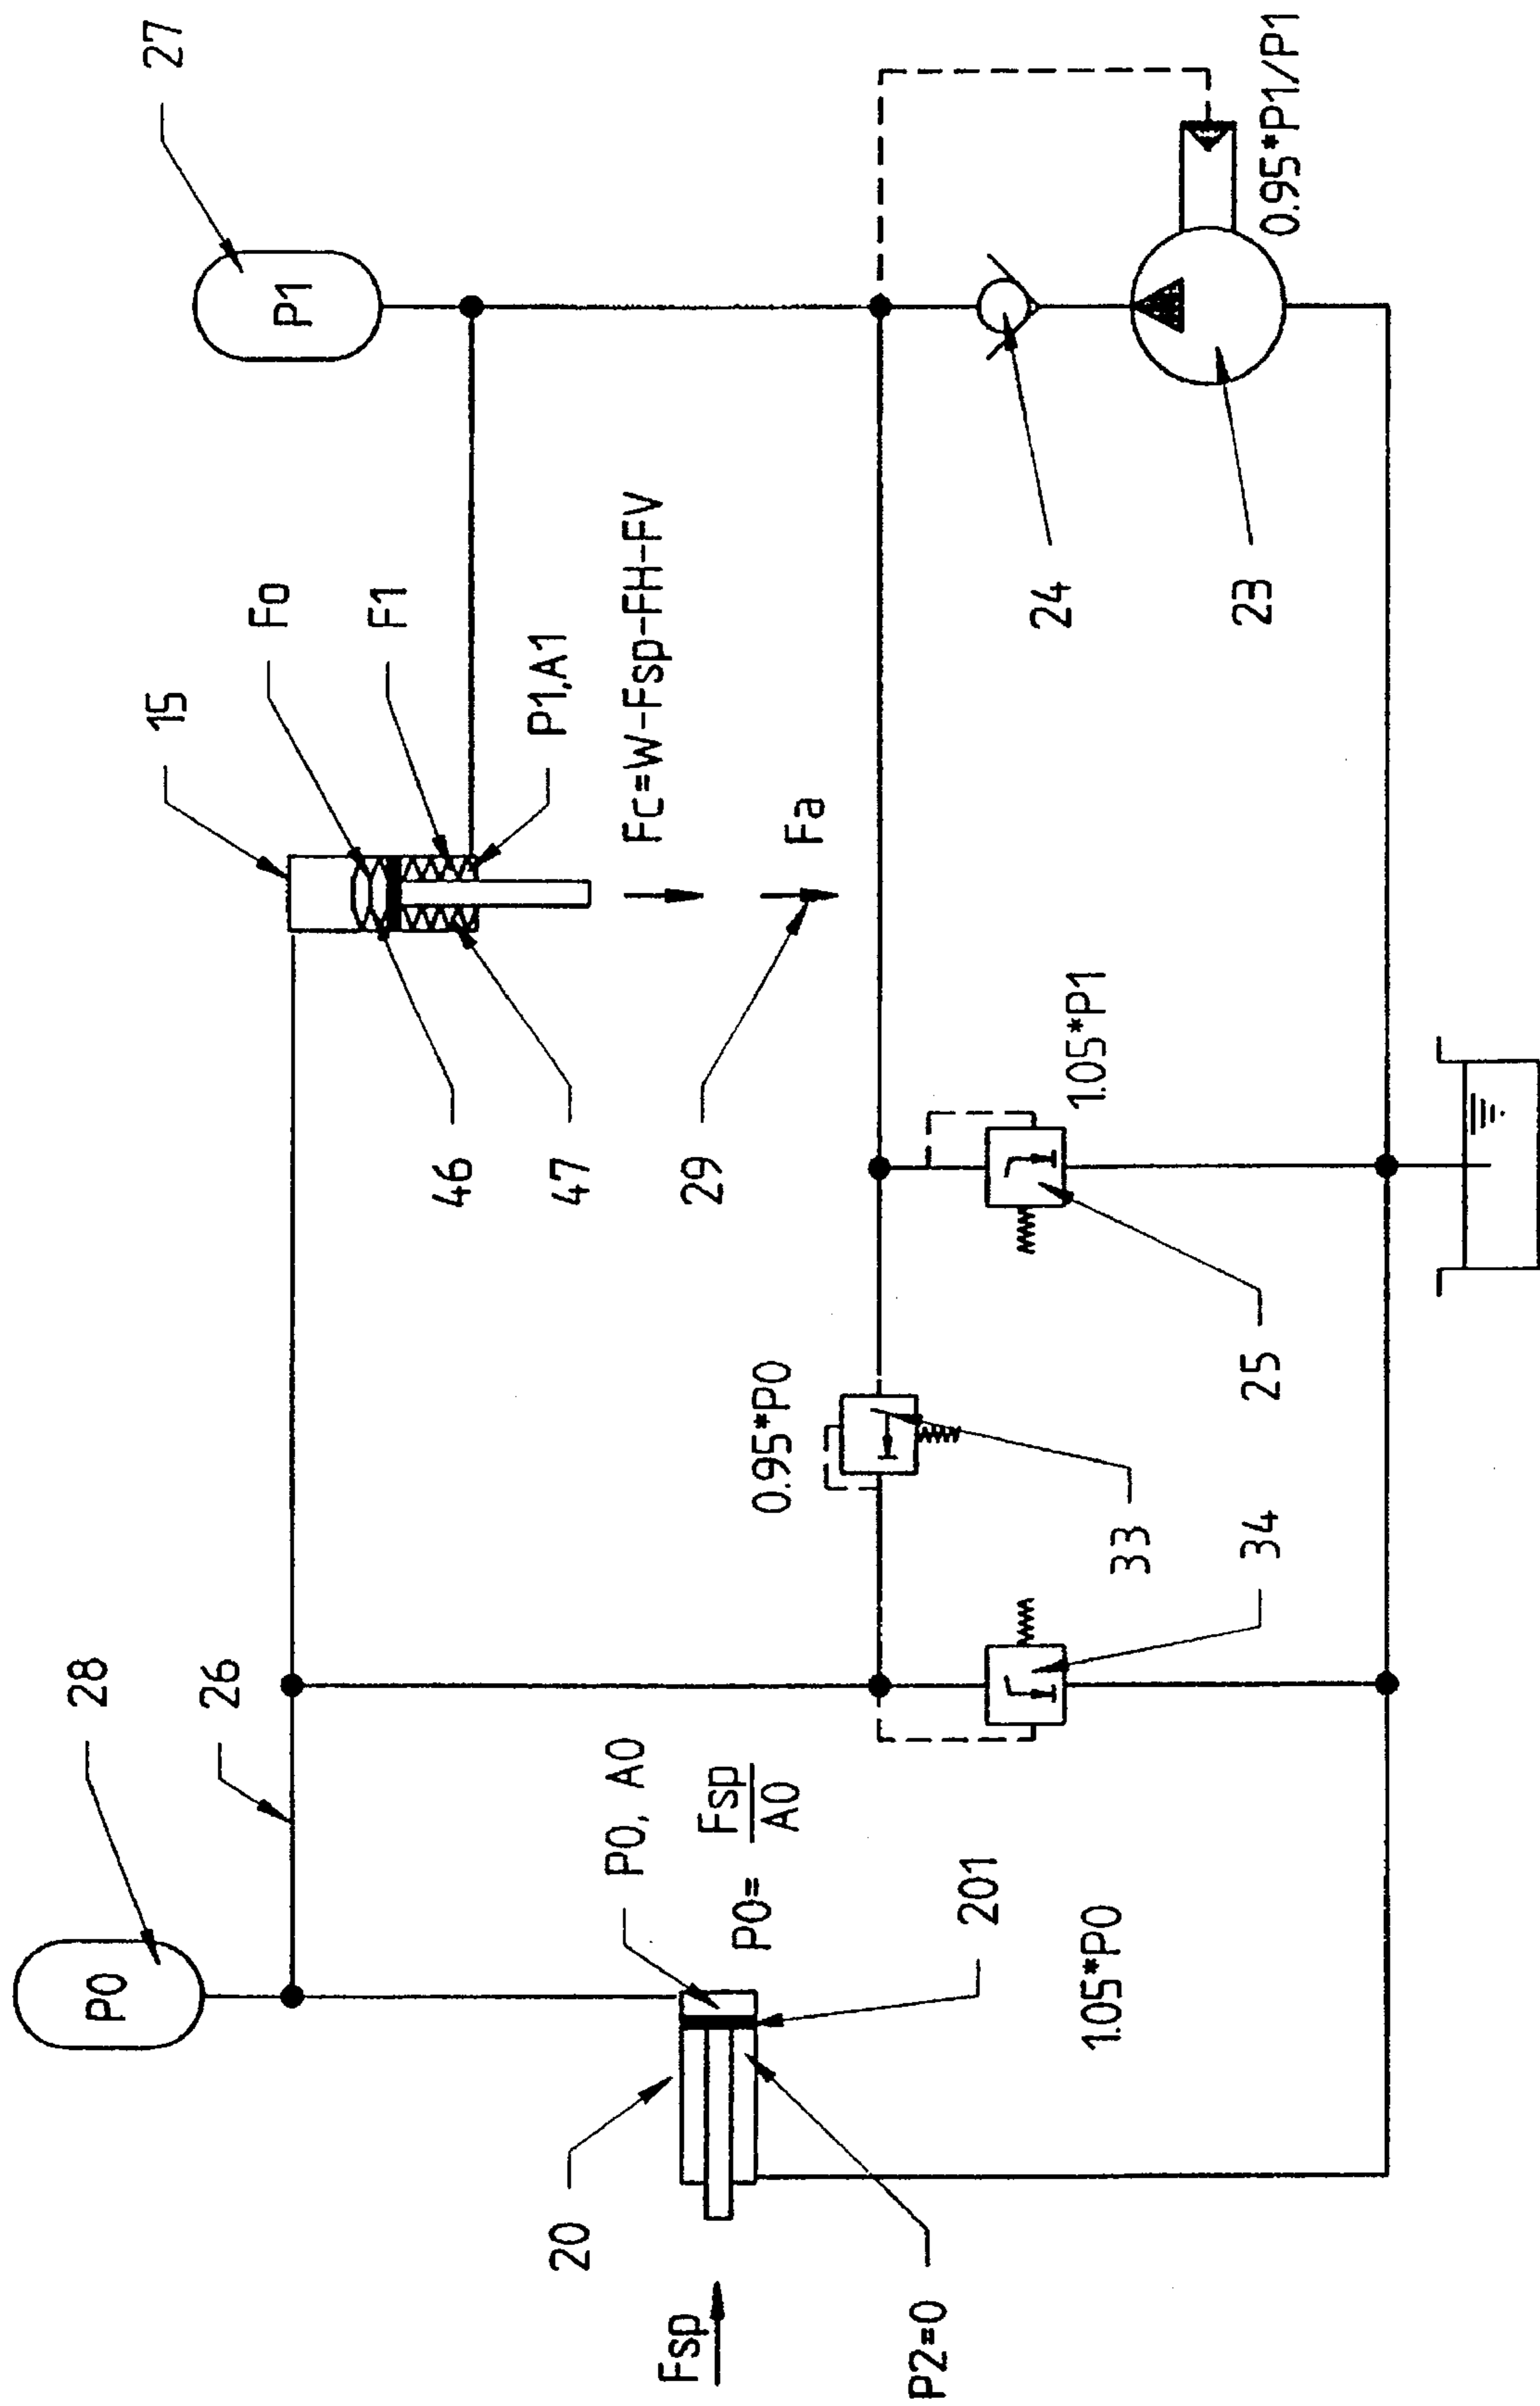 27
P1
15
Fo
F1
P1,A1
Fc=W-Fsp-FH-FV
Fa
46
47
29
24
23
0.95*P1/P1
28
26
P0
P0, A0
P0= Fsp
A0
201
1.05*P0
20
Fsp
P2=0
0.95*P0
33
34
25
1.05*P1